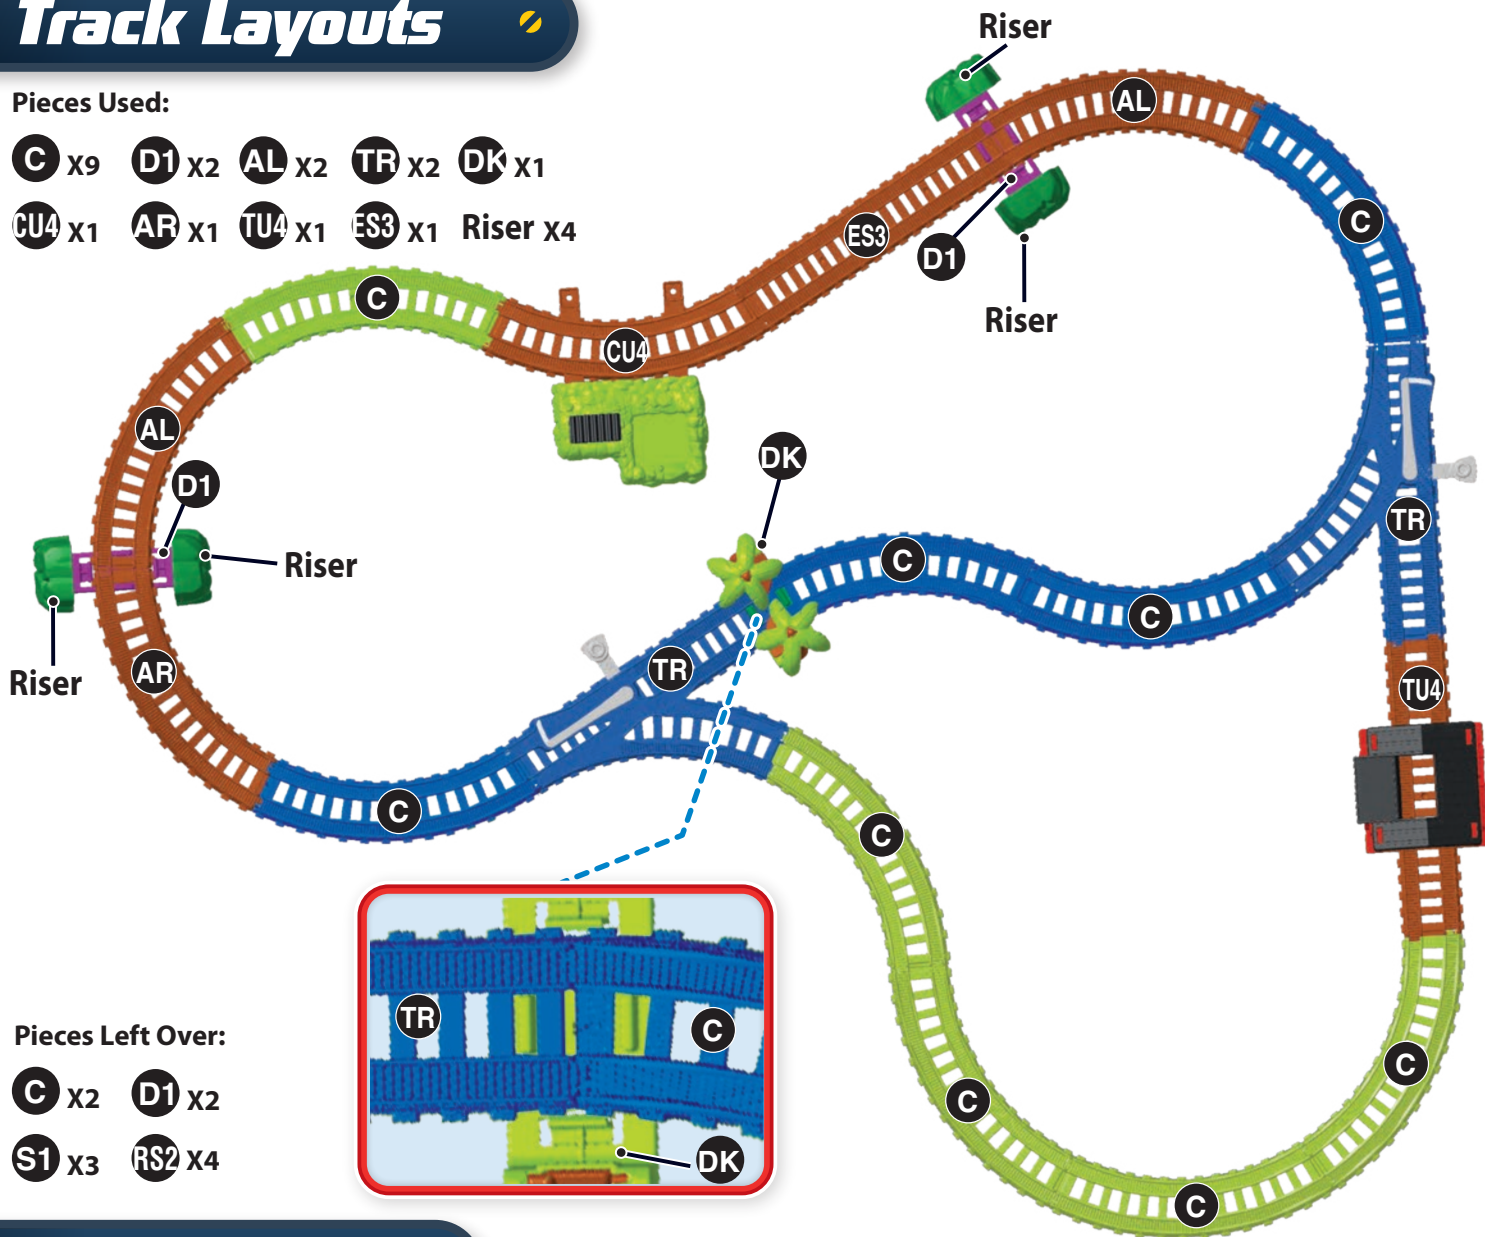 Track Layouts
Pieces Used:
C X9 D1 X2 AL X2 TR X2 DK X1
CU4 X1 AR X1 TU4 X1 ES3 X1 Riser X4
Riser
AL
C
ES3
D1
Riser
C
CU4
AL
D1
Riser
Riser
AR
DK
C
C
TR
TR
TU4
C
C
C
C
C
TR
C
DK
Pieces Left Over:
C X2 D1 X2
S1 X3 RS2 X4